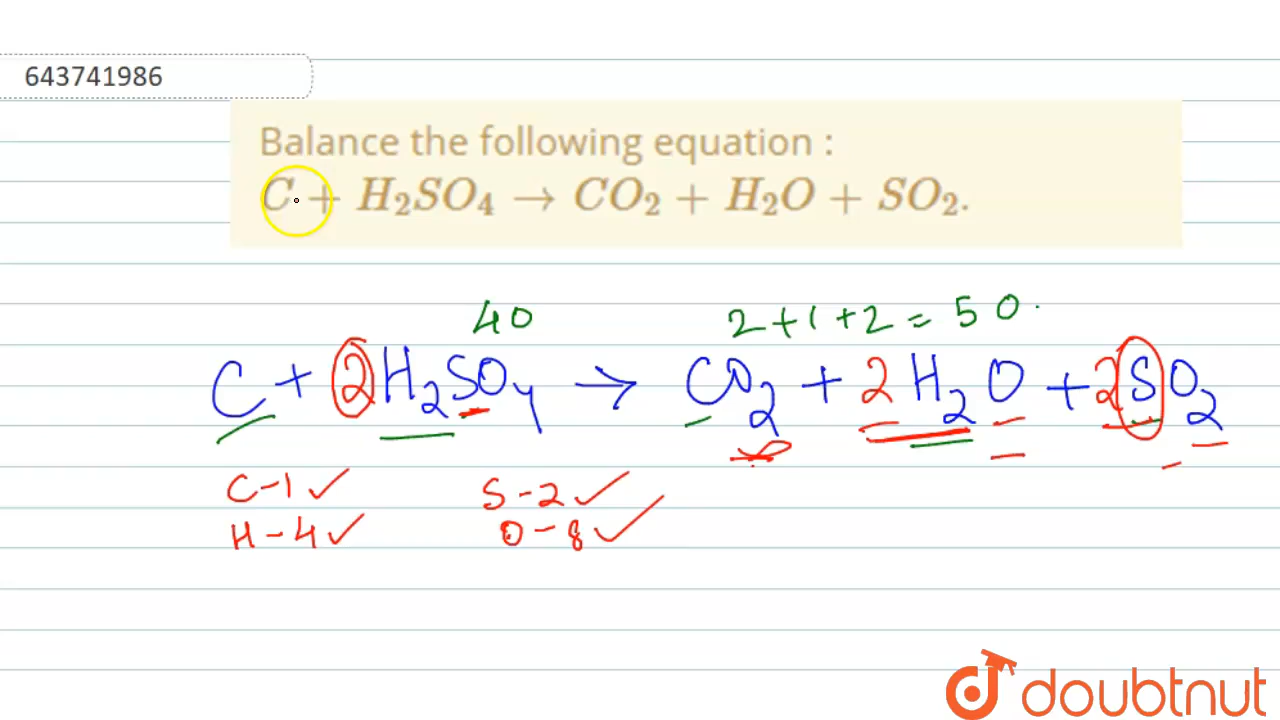 643741986
Balance the following equation :
C + H₂SO₄ → CO₂ + H₂O + SO₂.
4 O 2 + 1 + 2 = 5 O
C + 2H₂SO₄ → CO₂ + 2H₂O + 2SO₂
C - 1 ✓ S - 2 ✓
H - 4 ✓ O - 8 ✓
doubtnut